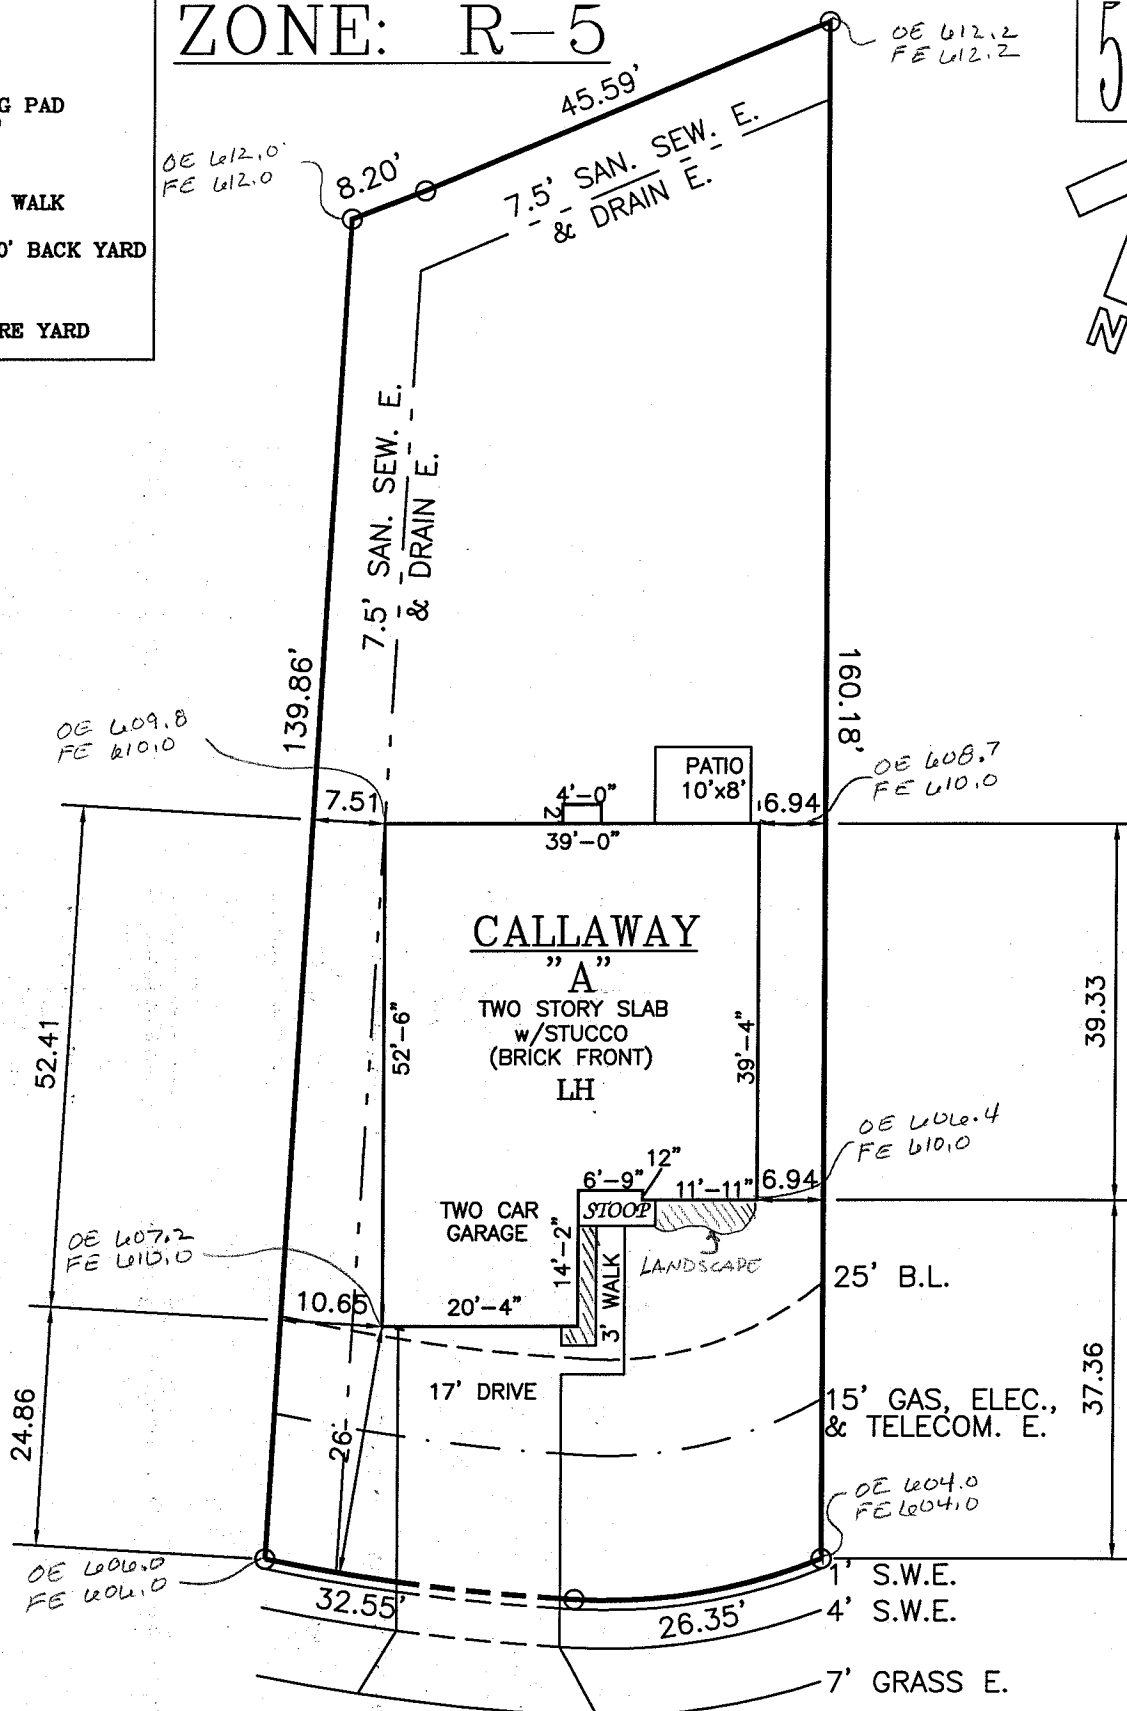 ZONE: R-5
5
G PAD
'
WALK
0' BACK YARD
RE YARD
N
OE 612.2
FE 612.2
OE 612.0
FE 612.0
45.59'
8.20'
7.5' SAN. SEW. E.
& DRAIN E.
7.5' SAN. SEW. E.
& DRAIN E.
139.86'
160.18'
OE 609.8
FE 610.0
OE 608.7
FE 610.0
PATIO
10'x8'
7.51
4'-0"
2
6.94
39'-0"
CALLAWAY
"A"
TWO STORY SLAB
w/STUCCO
(BRICK FRONT)
LH
52.41
52'-6"
39'-4"
39.33
OE 606.4
FE 610.0
6'-9"
12"
11'-11"
6.94
TWO CAR
GARAGE
STOOP
14'-2"
3' WALK
LANDSCAPE
OE 607.2
FE 610.0
10.65
20'-4"
25' B.L.
17' DRIVE
26
24.86
37.36
15' GAS, ELEC.,
& TELECOM. E.
OE 604.0
FE 604.0
OE 606.0
FE 606.0
32.55'
26.35'
1' S.W.E.
4' S.W.E.
7' GRASS E.